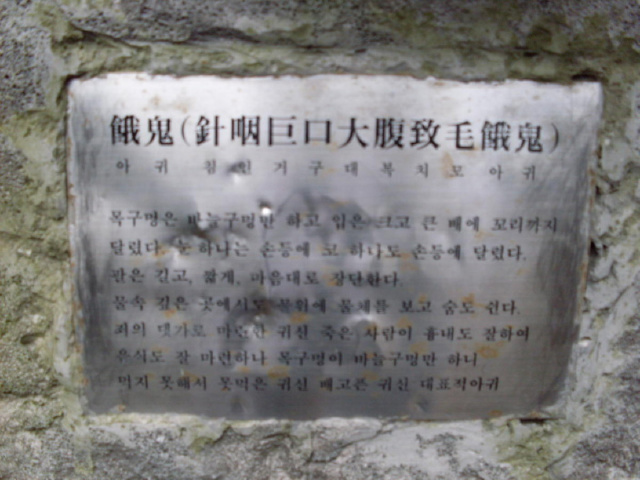 餓鬼(針咽巨口大腹致毛餓鬼)
아 귀 침 인 거 구 대 복 치 모 아 귀
목구멍은 바늘구멍만 하고 입은 크고 큰 배에 꼬리까지
달렸다. 눈 하나는 손등에 코 하나도 손등에 달렸다.
팔은 길고, 짧게, 마음대로 장단한다.
물속 깊은 곳에서도 물체를 보고 숨도 쉰다.
죄의 댓가로 마련한 귀신 죽은 사람이 흉내도 잘하여
음식도 잘 마련하나 목구멍이 바늘구멍만 하니
먹지 못해서 못먹은 귀신 배고픈 귀신 대표적아귀